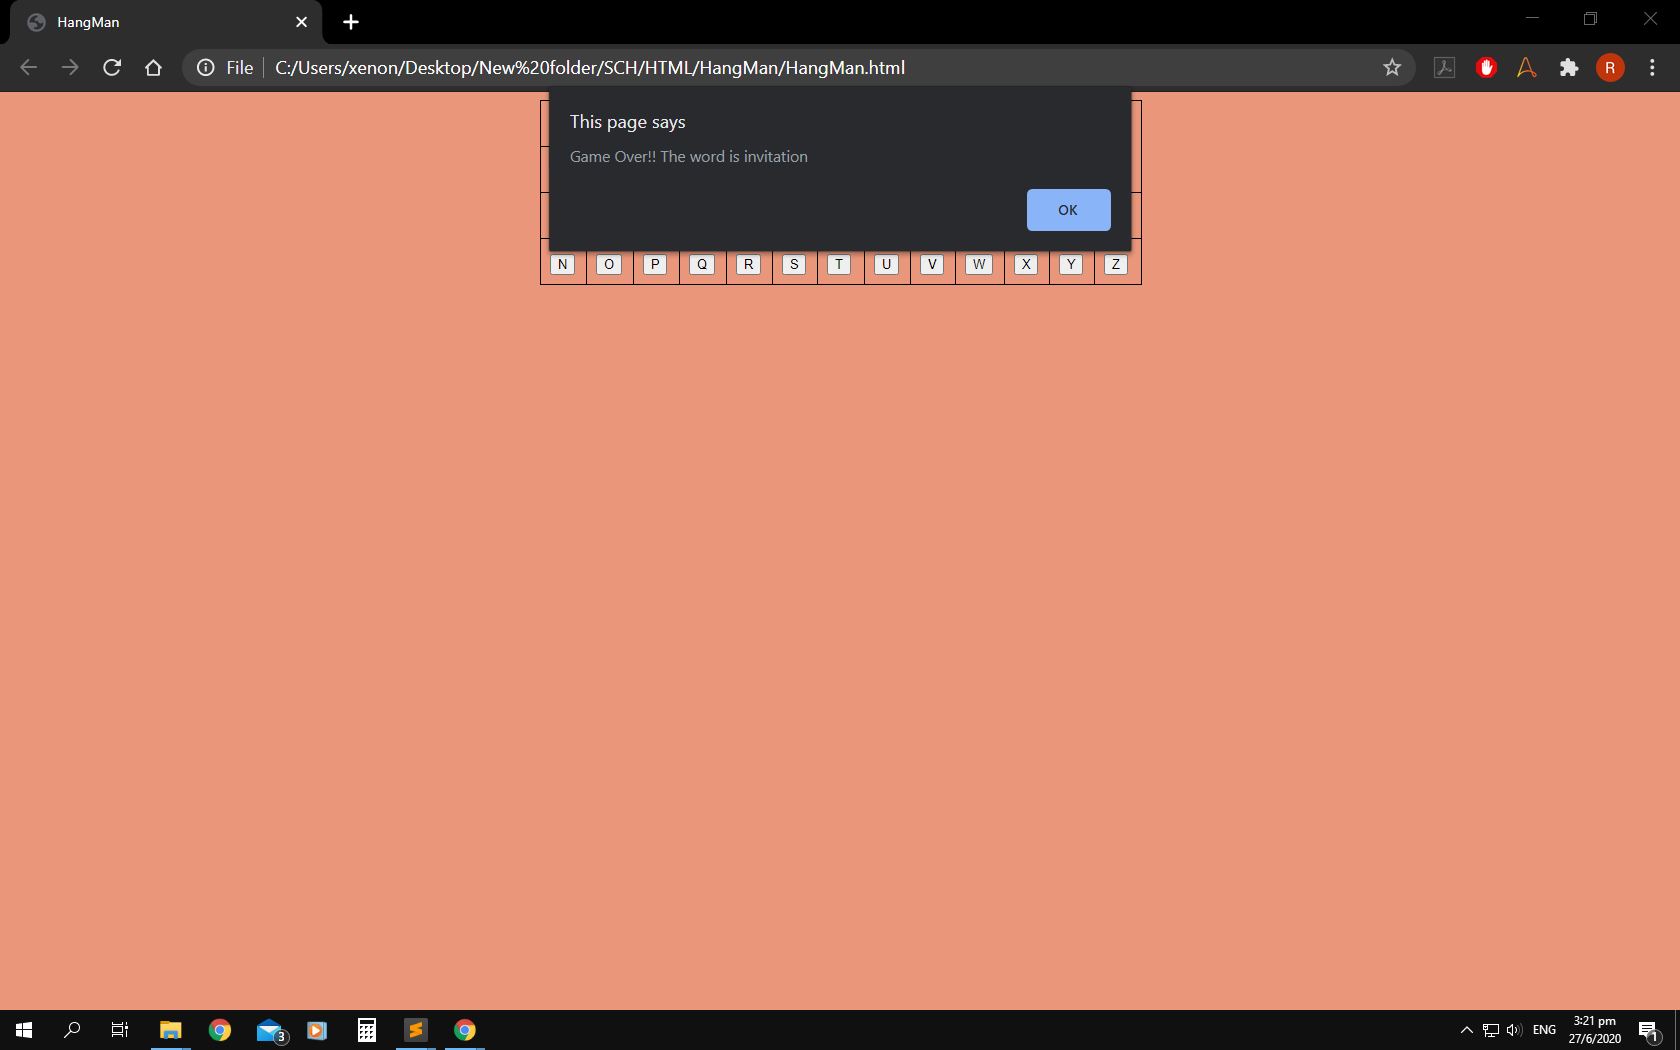 HangMan
File C:/Users/xenon/Desktop/New%20folder/SCH/HTML/HangMan/HangMan.html
R
This page says
Game Over!! The word is invitation
OK
N O P Q R S T U V W X Y Z
3
ENG
3:21 pm
27/6/2020
1